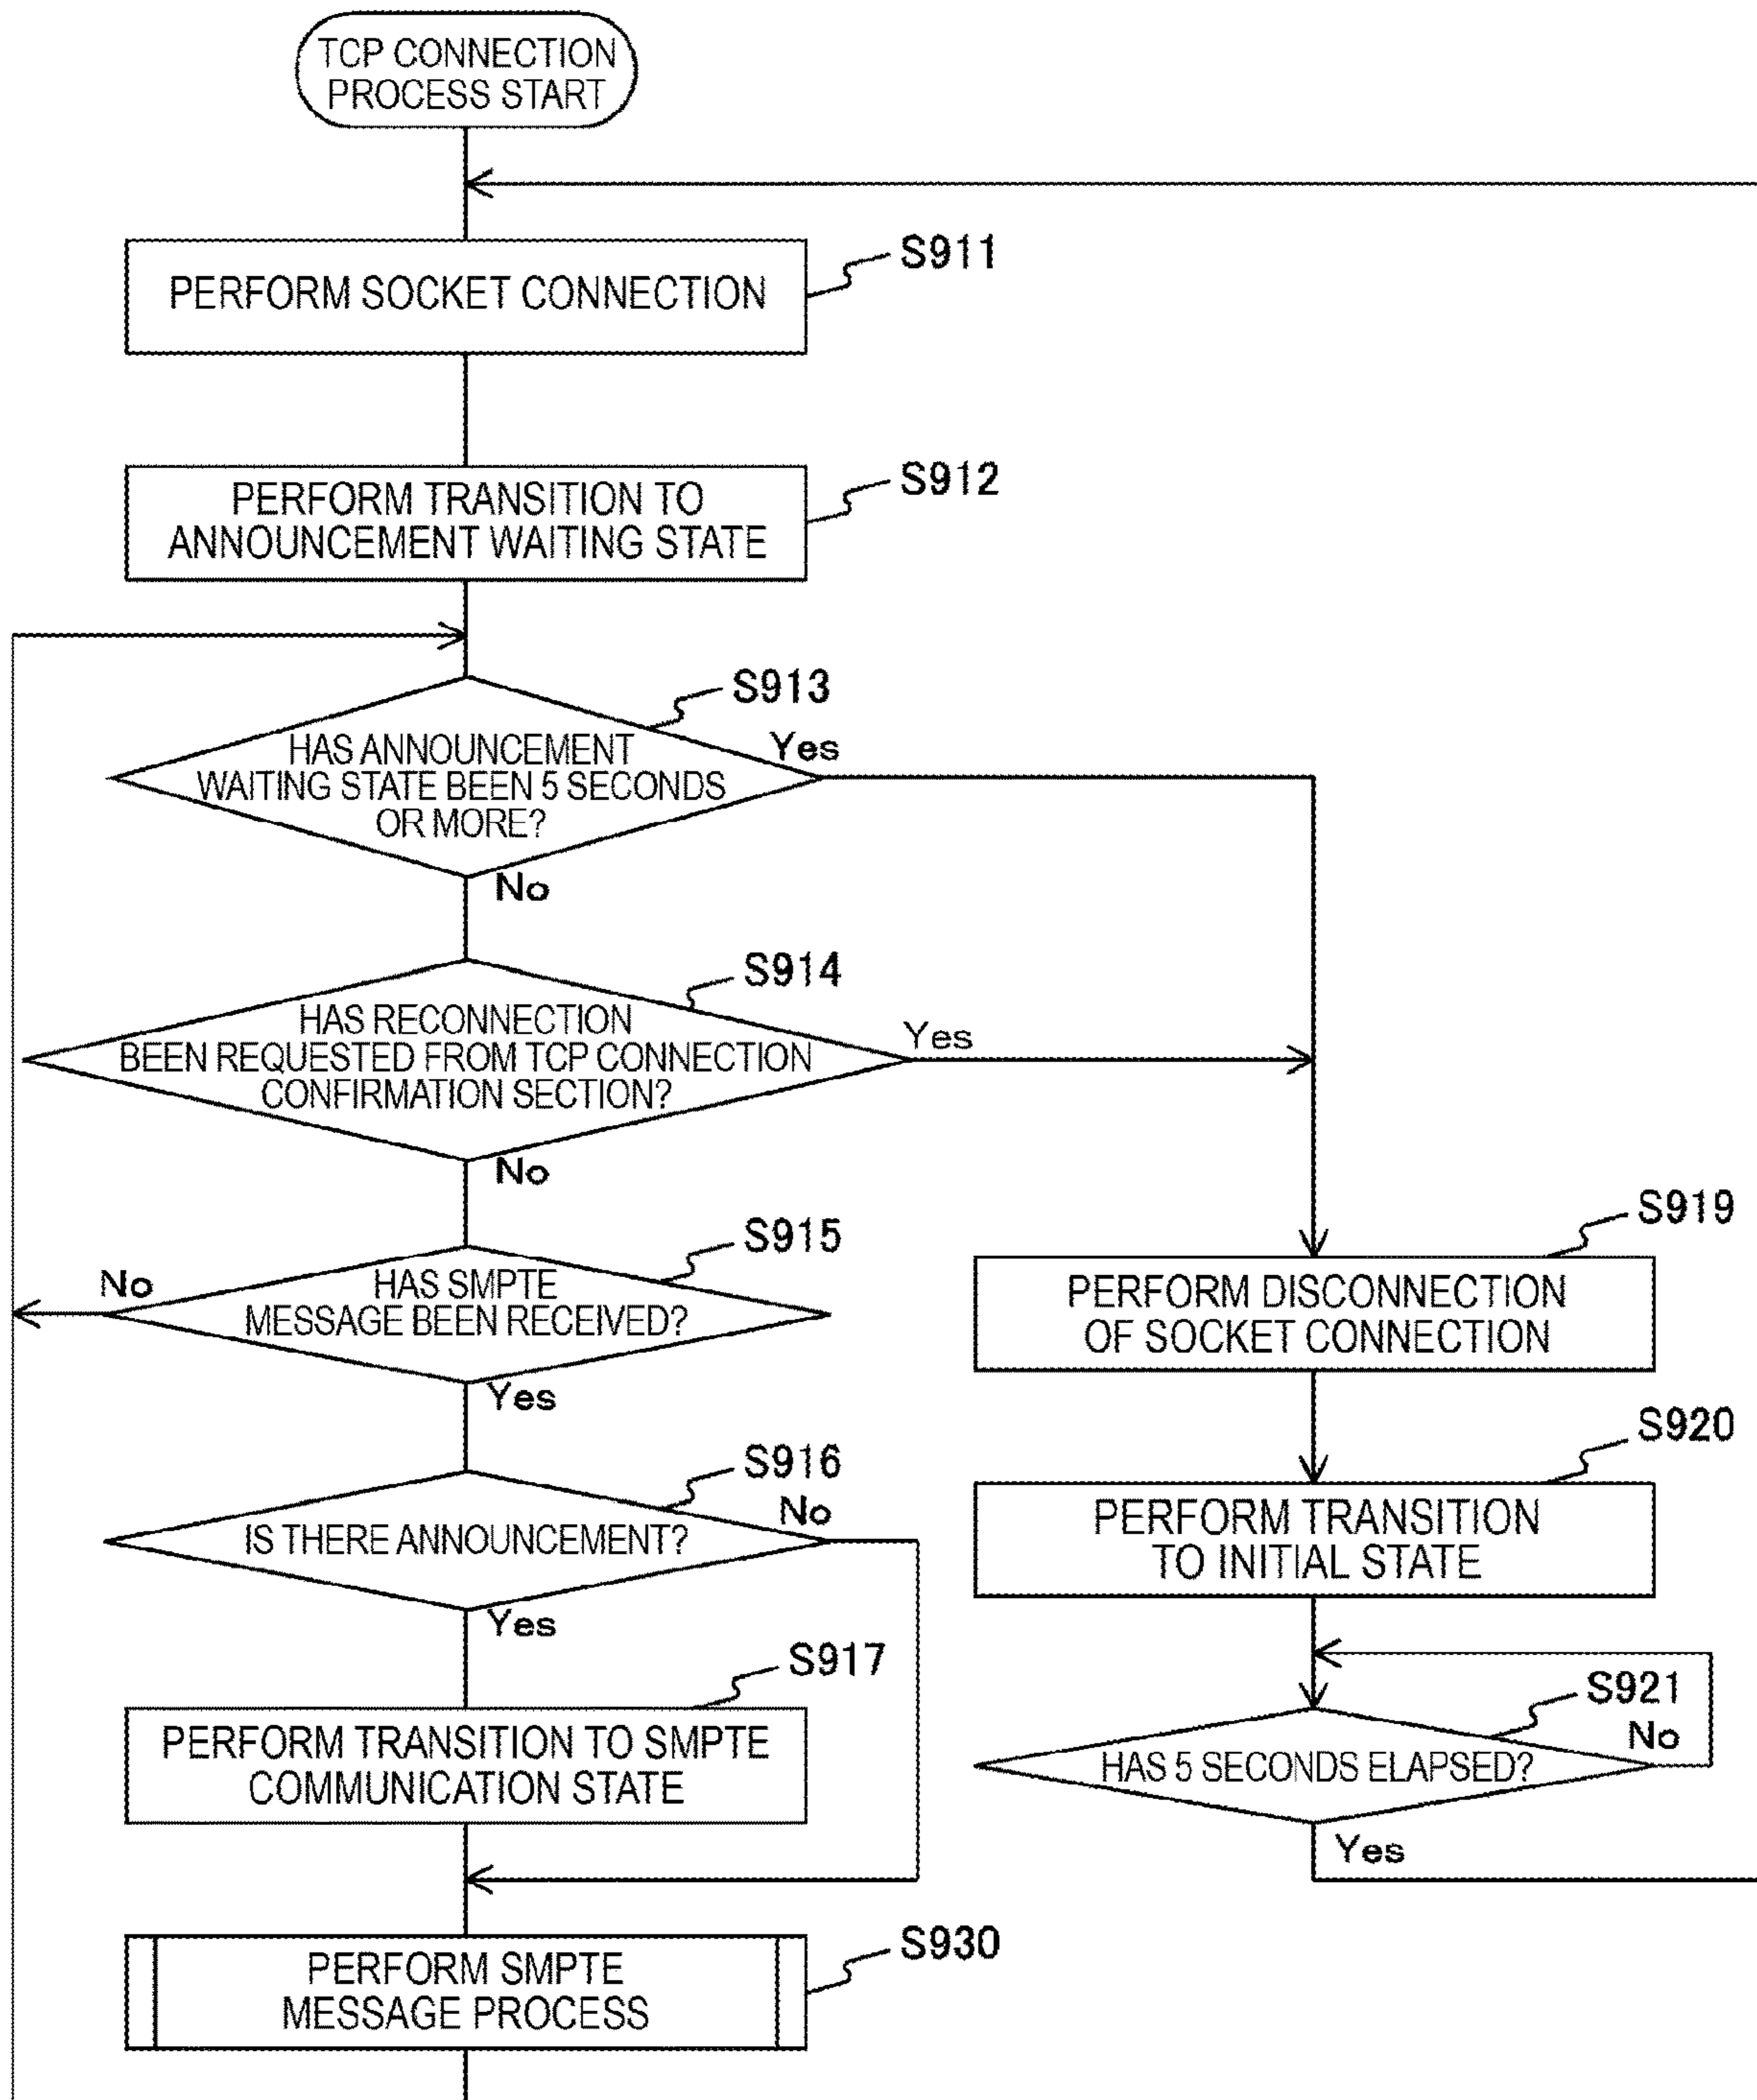 TCP CONNECTION
PROCESS START
S911
PERFORM SOCKET CONNECTION
S912
PERFORM TRANSITION TO
ANNOUNCEMENT WAITING STATE
S913
HAS ANNOUNCEMENT
WAITING STATE BEEN 5 SECONDS
OR MORE?
Yes
No
S914
HAS RECONNECTION
BEEN REQUESTED FROM TCP CONNECTION
CONFIRMATION SECTION?
Yes
No
S915
HAS SMPTE
MESSAGE BEEN RECEIVED?
No
Yes
S916
IS THERE ANNOUNCEMENT?
No
Yes
S917
PERFORM TRANSITION TO SMPTE
COMMUNICATION STATE
S930
PERFORM SMPTE
MESSAGE PROCESS
S919
PERFORM DISCONNECTION
OF SOCKET CONNECTION
S920
PERFORM TRANSITION
TO INITIAL STATE
S921
HAS 5 SECONDS ELAPSED?
No
Yes